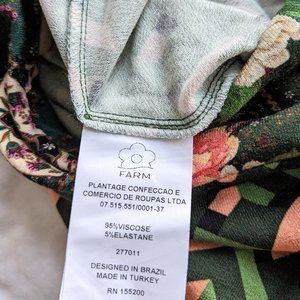 FARM
PLANTAGE CONFECCAO E
COMERCIO DE ROUPAS LTDA
07.515.551/0001-37
95%VISCOSE
5%ELASTANE
277011
DESIGNED IN BRAZIL
MADE IN TURKEY
RN 155200